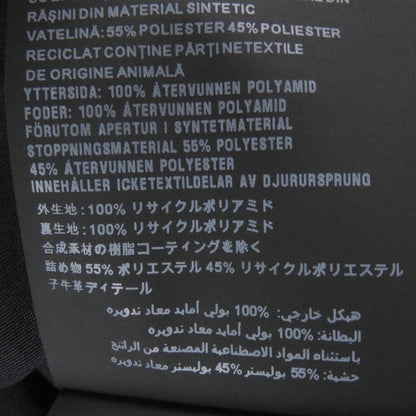 RĂȘINI DIN MATERIAL SINTETIC
VATELINĂ: 55% POLIESTER 45% POLIESTER
RECICLAT CONȚINE PĂRȚI NETEXTILE
DE ORIGINE ANIMALĂ
YTTERSIDA: 100% ÅTERVUNNEN POLYAMID
FODER: 100% ÅTERVUNNEN POLYAMID
FÖRUTOM APERTUR I SYNTETMATERIAL
STOPPNINGSMATERIAL 55% POLYESTER
45% ÅTERVUNNEN POLYESTER
INNEHÅLLER ICKETEXTILDELAR AV DJURURSPRUNG
外生地: 100% リサイクルポリアミド
裏生地: 100% リサイクルポリアミド
合成素材の樹脂コーティングを除く
詰め物 55% ポリエステル 45% リサイクルポリエステル
子牛革ディテール
هيكل خارجي: %100 بولي أمايد معاد تدويره
البطانة: %100 بولي أمايد معاد تدويره
باستثناء المواد الاصطناعية المصنعة من الراتنج
حشية: %55 بوليستر %45 بوليستر معاد تدويره